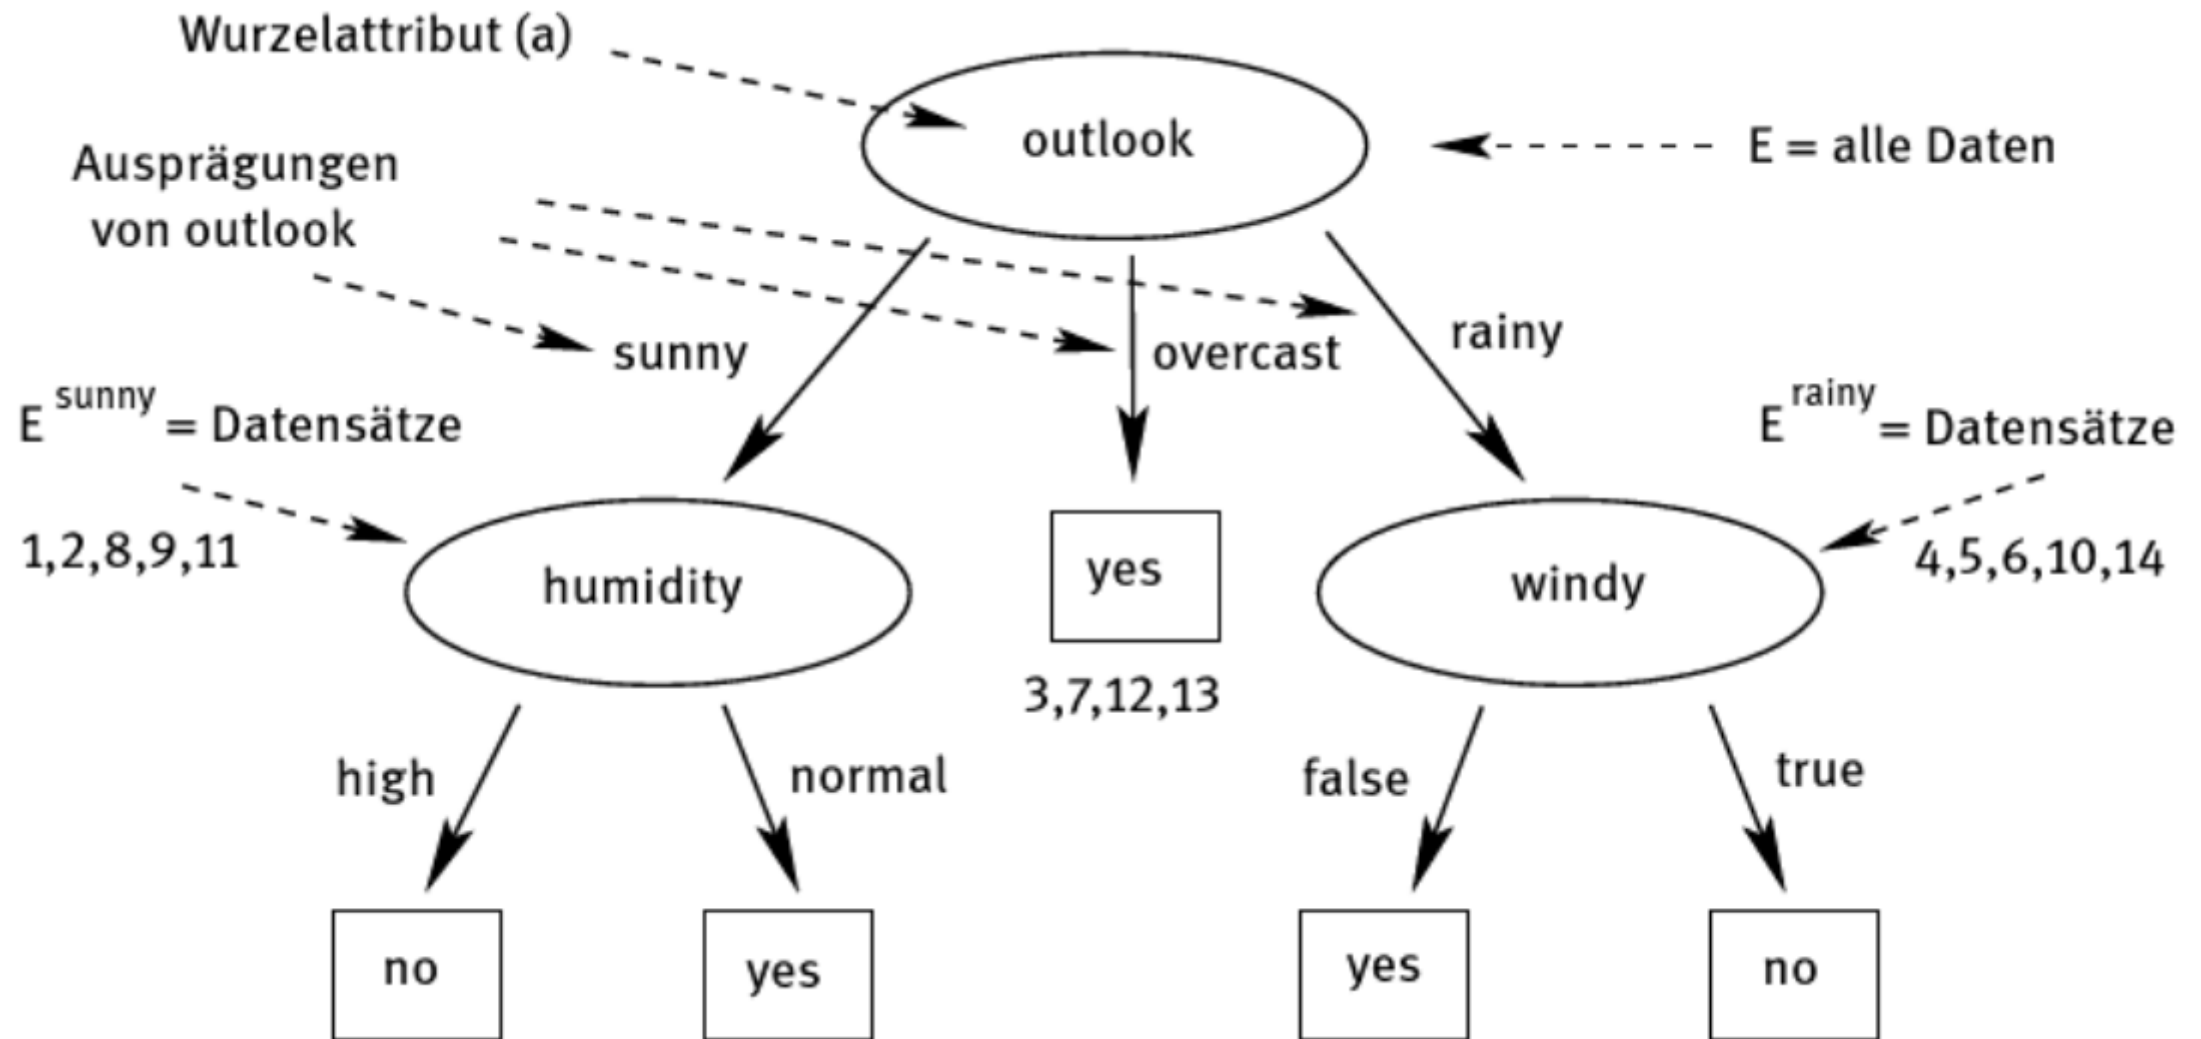 Wurzelattribut (a)
outlook
E = alle Daten
Ausprägungen
von outlook
sunny
overcast
rainy
E sunny = Datensätze
1,2,8,9,11
E rainy = Datensätze
4,5,6,10,14
humidity
yes
windy
3,7,12,13
high
normal
false
true
no
yes
yes
no